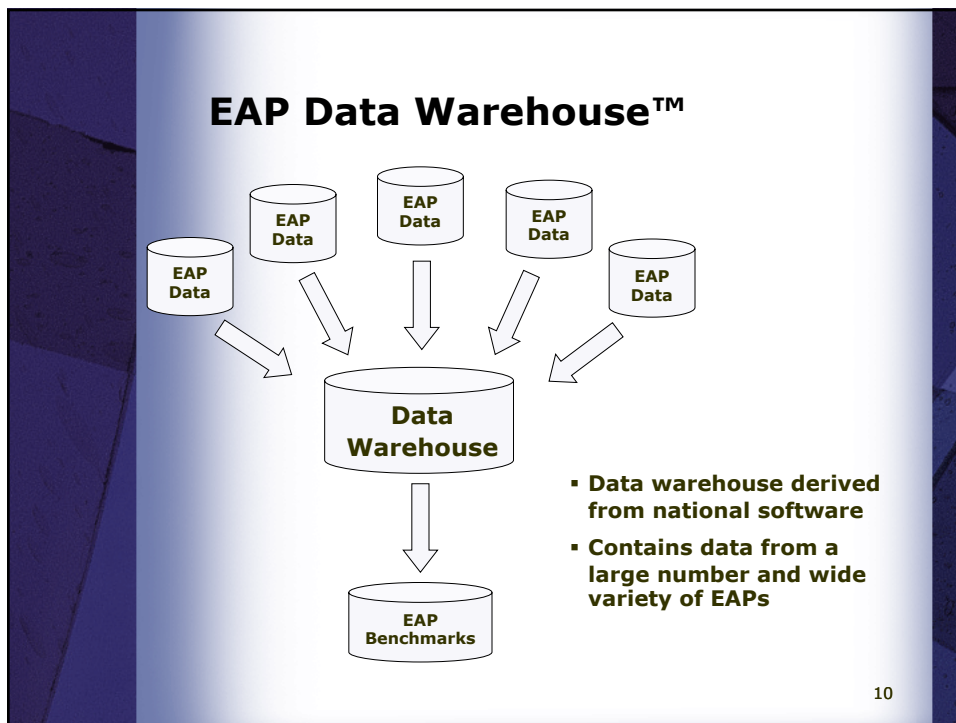 EAP Data Warehouse™
EAP
Data
EAP
Data
EAP
Data
EAP
Data
EAP
Data
Data
Warehouse
▪ Data warehouse derived
from national software
▪ Contains data from a
large number and wide
variety of EAPs
EAP
Benchmarks
10